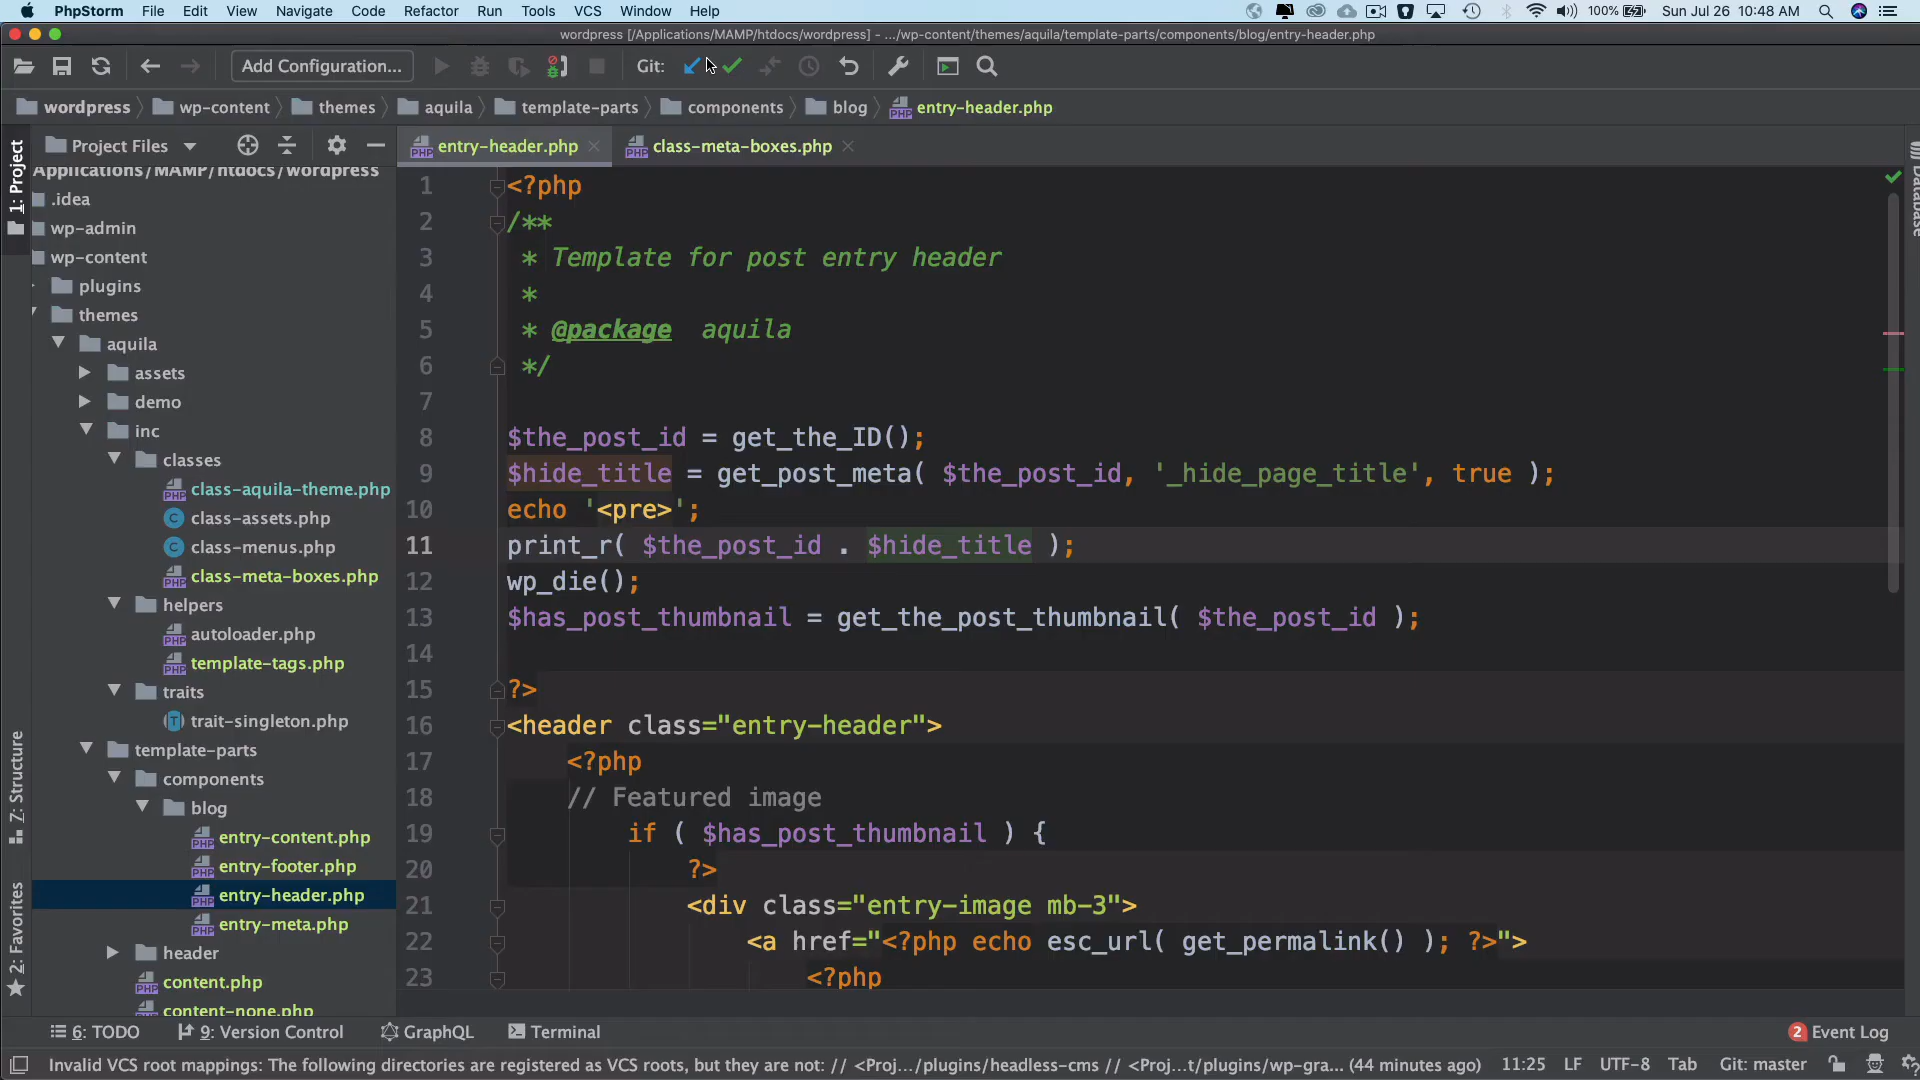 PhpStorm File Edit View Navigate Code Refactor Run Tools VCS Window Help 100% Sun Jul 26 10:48 AM
wordpress [/Applications/MAMP/htdocs/wordpress] – .../wp-content/themes/aquila/template-parts/components/blog/entry-header.php
Add Configuration... Git:
wordpress wp-content themes aquila template-parts components blog entry-header.php
Project Files
entry-header.php class-meta-boxes.php
1: Project
Z: Structure
2: Favorites
Database
Applications/MAMP/htdocs/wordpress
.idea
wp-admin
wp-content
plugins
themes
aquila
assets
demo
inc
classes
class-aquila-theme.php
class-assets.php
class-menus.php
class-meta-boxes.php
helpers
autoloader.php
template-tags.php
traits
trait-singleton.php
template-parts
components
blog
entry-content.php
entry-footer.php
entry-header.php
entry-meta.php
header
content.php
content-none.php
1 <?php
2 /**
3 * Template for post entry header
4 *
5 * @package aquila
6 */
7
8 $the_post_id = get_the_ID();
9 $hide_title = get_post_meta( $the_post_id, '_hide_page_title', true );
10 echo '<pre>';
11 print_r( $the_post_id . $hide_title );
12 wp_die();
13 $has_post_thumbnail = get_the_post_thumbnail( $the_post_id );
14
15 ?>
16 <header class="entry-header">
17 <?php
18 // Featured image
19 if ( $has_post_thumbnail ) {
20 ?>
21 <div class="entry-image mb-3">
22 <a href="<?php echo esc_url( get_permalink() ); ?>">
23 <?php
6: TODO 9: Version Control GraphQL Terminal 2 Event Log
Invalid VCS root mappings: The following directories are registered as VCS roots, but they are not: // <Proj.../plugins/headless-cms // <Proj...t/plugins/wp-gra... (44 minutes ago) 11:25 LF UTF-8 Tab Git: master